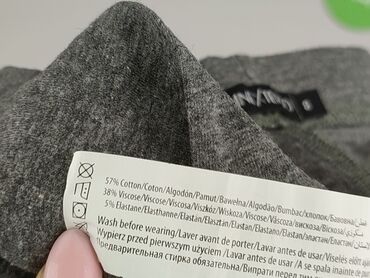 57% Cotton/Coton/Algodón/Pamut/Bawełna/Algodão/Bumbac/хлопок/Бавовна/قطن
38% Viscose/Viscose/Viscosa/Viszkóz/Wiskoza/Viscose/Vâscoză/вискоза/Віскоза
5% Elastane/Elasthanne/Elastán/Elasztán/Elastan/Elastano/Elastan/эластан/Еластан/
Wash before wearing/Laver avant de porter/Lavar antes de usar/Viselés előtt
Wypierz przed pierwszym użyciem/Lavar antes de usar/A se spăla înainte de
Предварительная стирка обязательна/Випрати перед тим